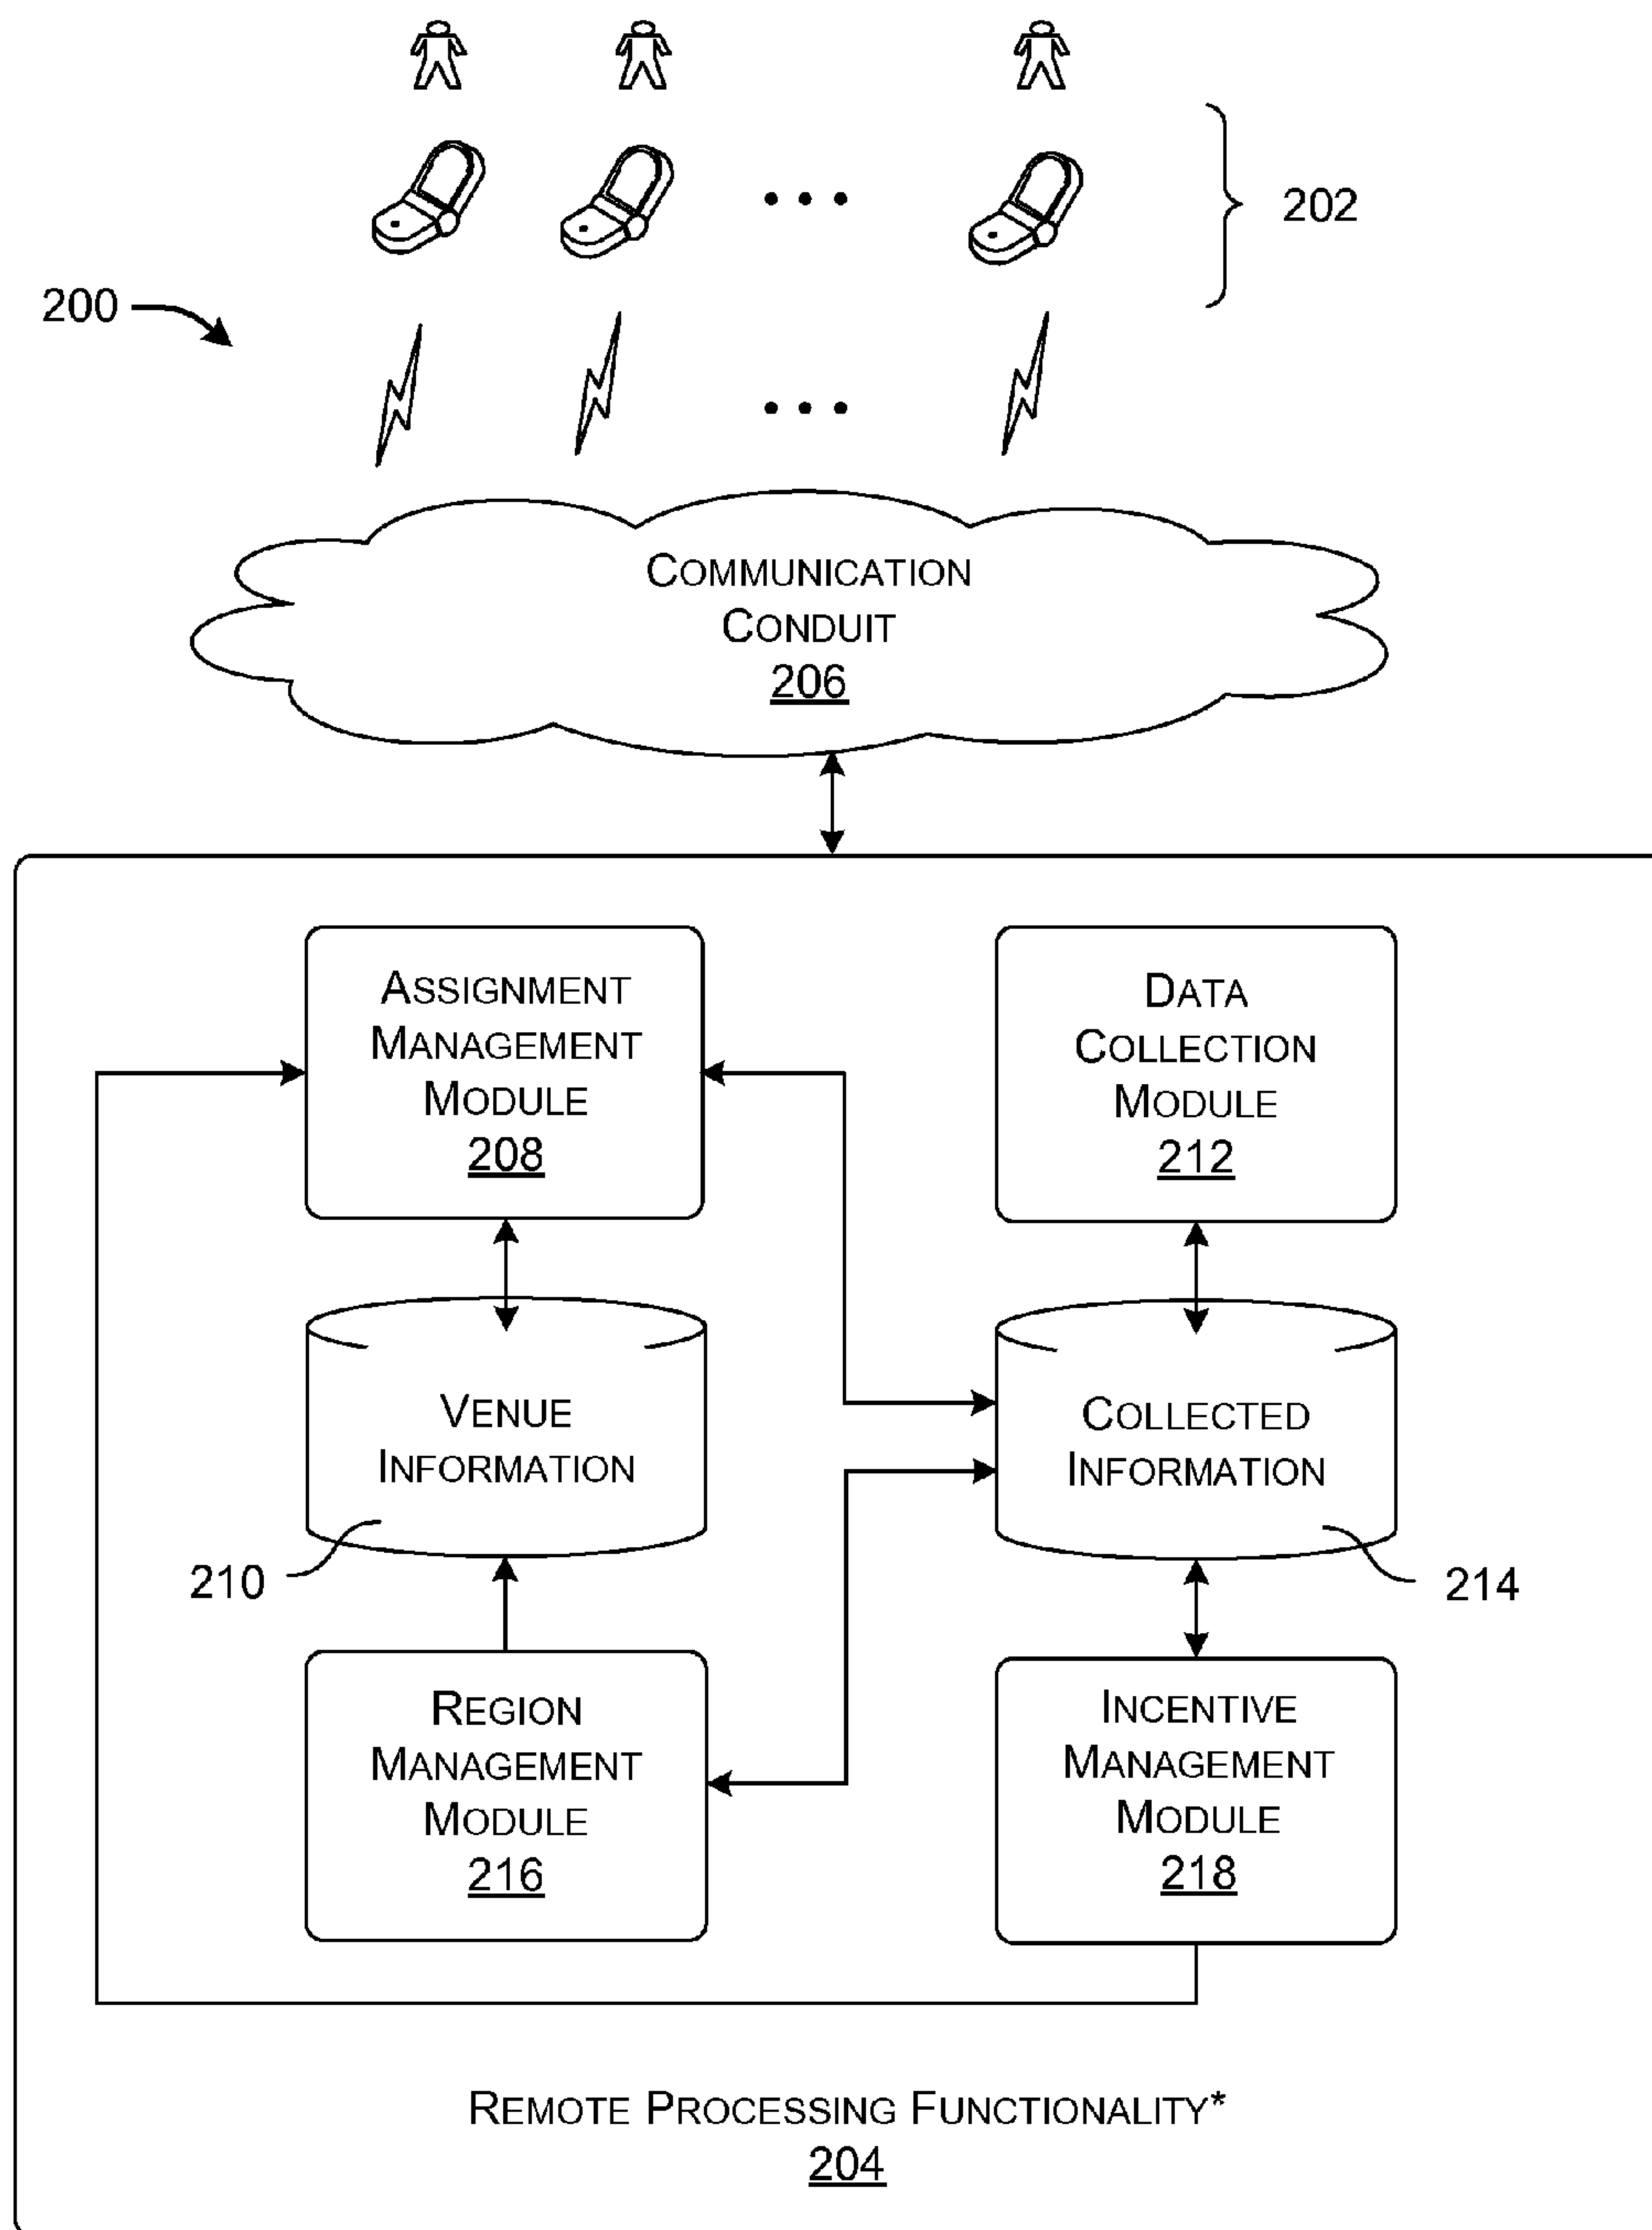 202
200
COMMUNICATION
CONDUIT
206
ASSIGNMENT
MANAGEMENT
MODULE
208
DATA
COLLECTION
MODULE
212
VENUE
INFORMATION
210
COLLECTED
INFORMATION
214
REGION
MANAGEMENT
MODULE
216
INCENTIVE
MANAGEMENT
MODULE
218
REMOTE PROCESSING FUNCTIONALITY*
204